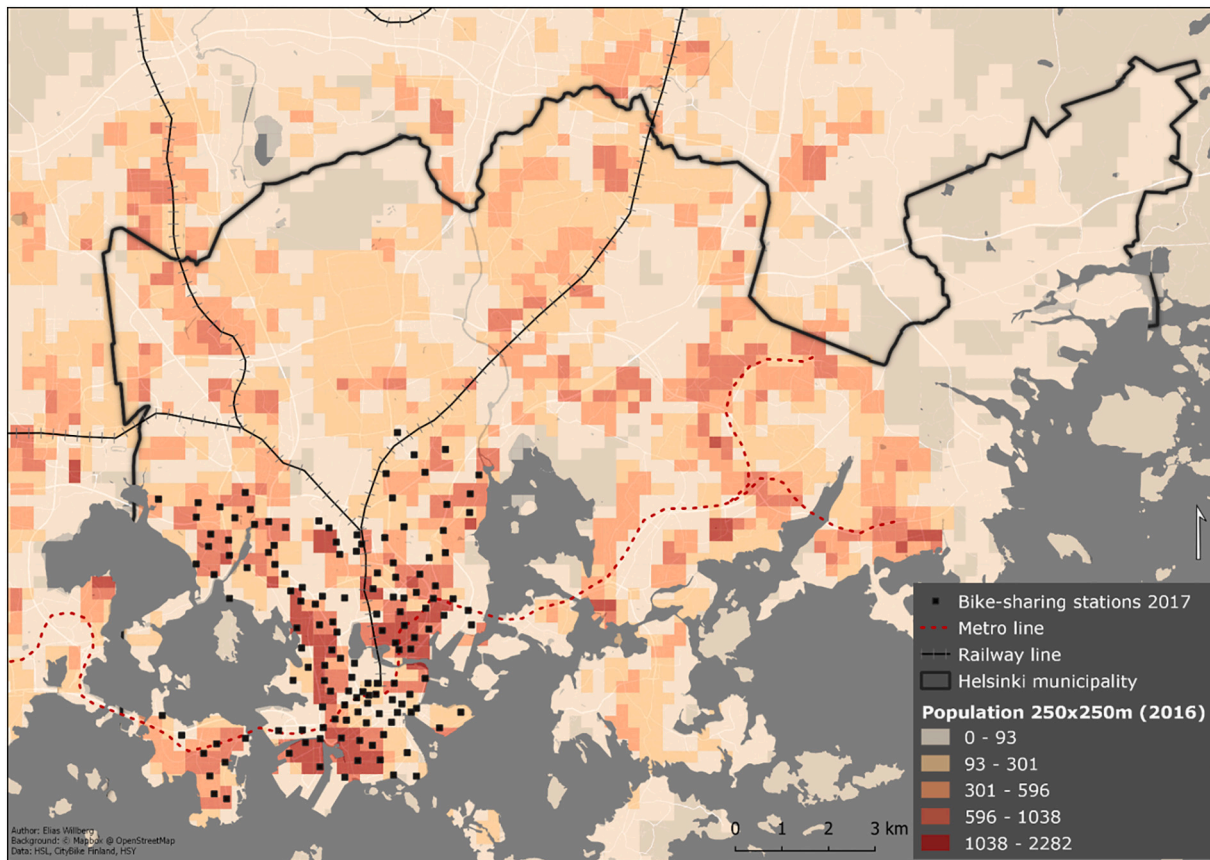 Bike-sharing stations 2017
Metro line
Railway line
Helsinki municipality
Population 250x250m (2016)
0 - 93
93 - 301
301 - 596
596 - 1038
1038 - 2282
0 1 2 3 km
Author: Elias Willberg
Background: © Mapbox @ OpenStreetMap
Data: HSL, CityBike Finland, HSY